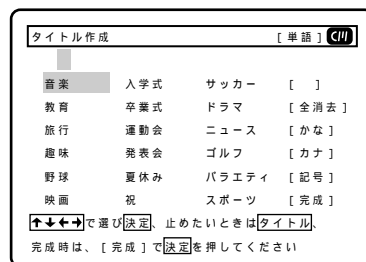 タイトル作成 [単語]
音楽 入学式 サッカー [ ]
教育 卒業式 ドラマ [全消去]
旅行 運動会 ニュース [かな]
趣味 発表会 ゴルフ [カナ]
野球 夏休み バラエティ [記号]
映画 祝 スポーツ [完成]
↑↓←→で選び決定、止めたいときはタイトル、
完成時は、[完成]で決定を押してください